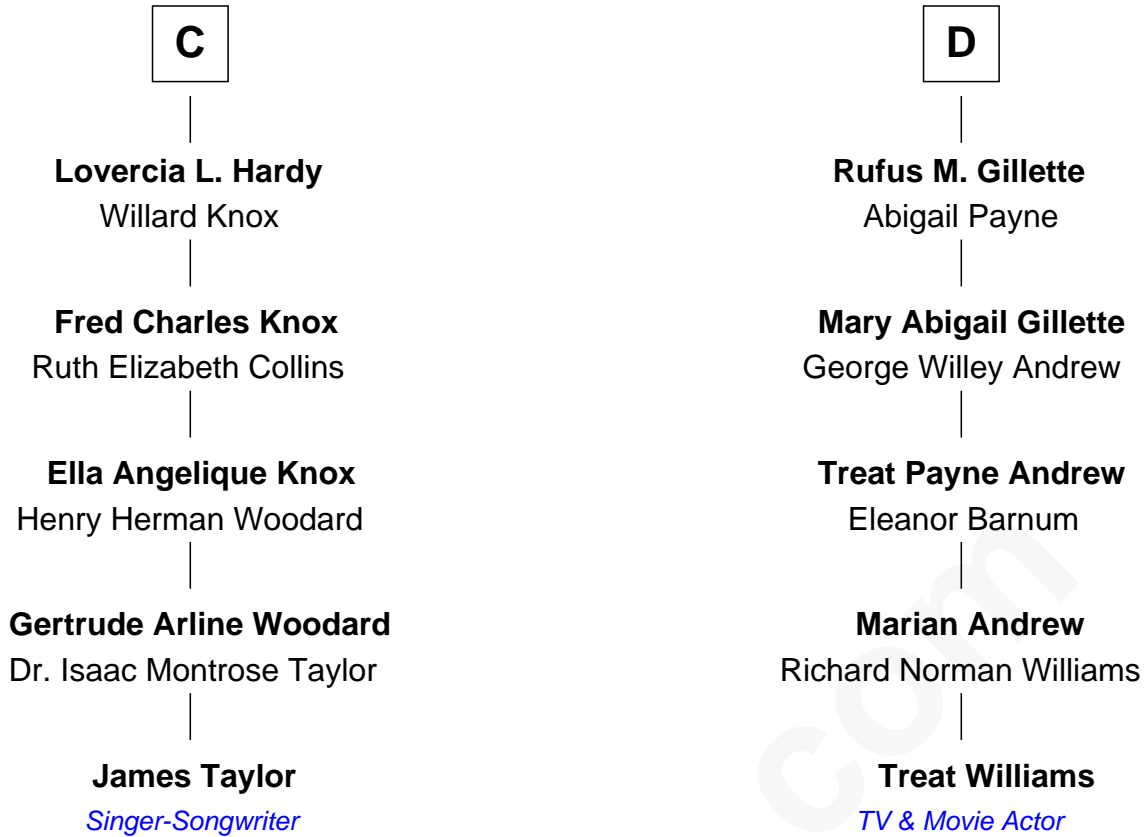 C
Lovercia L. Hardy
Willard Knox
Fred Charles Knox
Ruth Elizabeth Collins
Ella Angelique Knox
Henry Herman Woodard
Gertrude Arline Woodard
Dr. Isaac Montrose Taylor
James Taylor
Singer-Songwriter
D
Rufus M. Gillette
Abigail Payne
Mary Abigail Gillette
George Willey Andrew
Treat Payne Andrew
Eleanor Barnum
Marian Andrew
Richard Norman Williams
Treat Williams
TV & Movie Actor
com